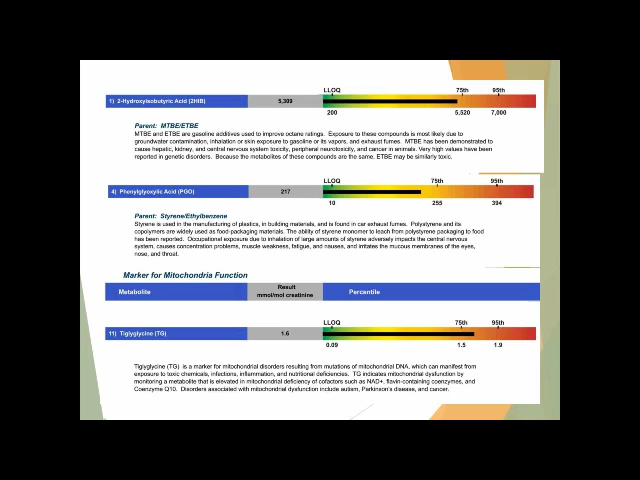 LLOQ 75th 95th
1) 2-Hydroxyisobutyric Acid (2HIB) 5,309
200 5,520 7,000
Parent: MTBE/ETBE
MTBE and ETBE are gasoline additives used to improve octane ratings. Exposure to these compounds is most likely due to
groundwater contamination, inhalation or skin exposure to gasoline or its vapors, and exhaust fumes. MTBE has been demonstrated to
cause hepatic, kidney, and central nervous system toxicity, peripheral neurotoxicity, and cancer in animals. Very high values have been
reported in genetic disorders. Because the metabolites of these compounds are the same, ETBE may be similarly toxic.
LLOQ 75th 95th
4) Phenylglyoxylic Acid (PGO) 217
10 255 394
Parent: Styrene/Ethylbenzene
Styrene is used in the manufacturing of plastics, in building materials, and is found in car exhaust fumes. Polystyrene and its
copolymers are widely used as food-packaging materials. The ability of styrene monomer to leach from polystyrene packaging to food
has been reported. Occupational exposure due to inhalation of large amounts of styrene adversely impacts the central nervous
system, causes concentration problems, muscle weakness, fatigue, and nausea, and irritates the mucous membranes of the eyes,
nose, and throat.
Marker for Mitochondria Function
Metabolite Result Percentile
mmol/mol creatinine
LLOQ 75th 95th
11) Tiglyglycine (TG) 1.6
0.09 1.5 1.9
Tiglyglycine (TG) is a marker for mitochondrial disorders resulting from mutations of mitochondrial DNA, which can manifest from
exposure to toxic chemicals, infections, inflammation, and nutritional deficiencies. TG indicates mitochondrial dysfunction by
monitoring a metabolite that is elevated in mitochondrial deficiency of cofactors such as NAD+, flavin-containing coenzymes, and
Coenzyme Q10. Disorders associated with mitochondrial dysfunction include autism, Parkinson's disease, and cancer.